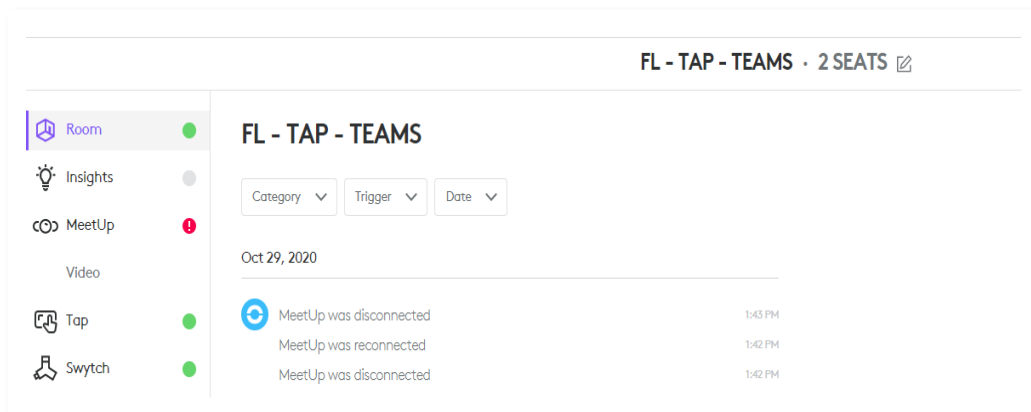 FL - TAP - TEAMS · 2 SEATS
Room
Insights
MeetUp
Video
Tap
Swytch
FL - TAP - TEAMS
Category Trigger Date
Oct 29, 2020
MeetUp was disconnected 1:43 PM
MeetUp was reconnected 1:42 PM
MeetUp was disconnected 1:42 PM